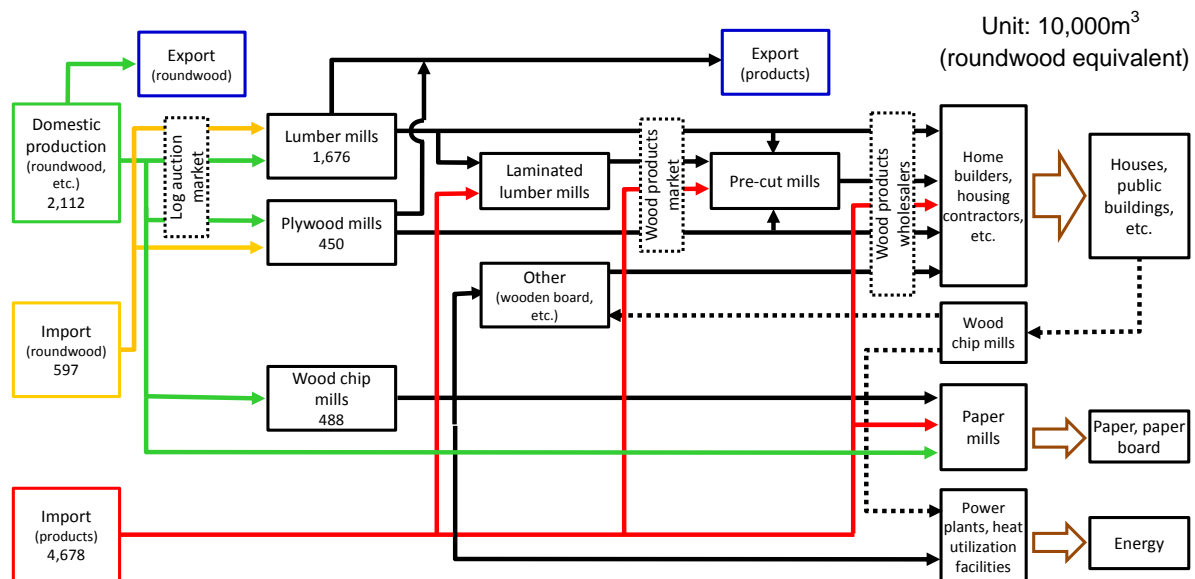 Unit: 10,000m³
(roundwood equivalent)
Export
(roundwood)
Export
(products)
Domestic
production
(roundwood,
etc.)
2,112
Log auction
market
Lumber mills
1,676
Laminated
lumber mills
Wood products
market
Pre-cut mills
Wood products
wholesalers
Home
builders,
housing
contractors,
etc.
Houses,
public
buildings,
etc.
Plywood mills
450
Other
(wooden board,
etc.)
Wood
chip mills
Import
(roundwood)
597
Wood chip
mills
488
Paper
mills
Paper, paper
board
Import
(products)
4,678
Power
plants, heat
utilization
facilities
Energy